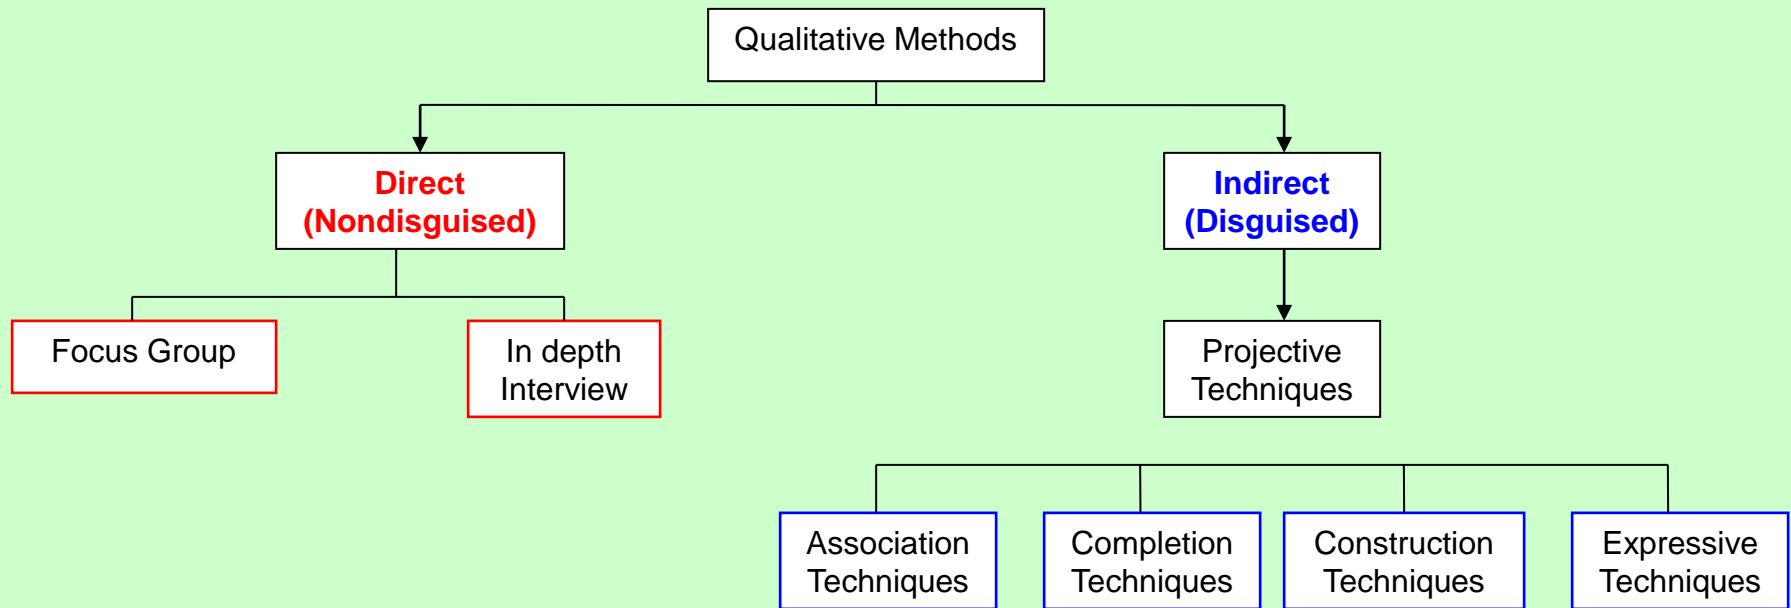 Qualitative Methods
Direct
(Nondisguised)
Indirect
(Disguised)
Focus Group
In depth
Interview
Projective
Techniques
Association
Techniques
Completion
Techniques
Construction
Techniques
Expressive
Techniques